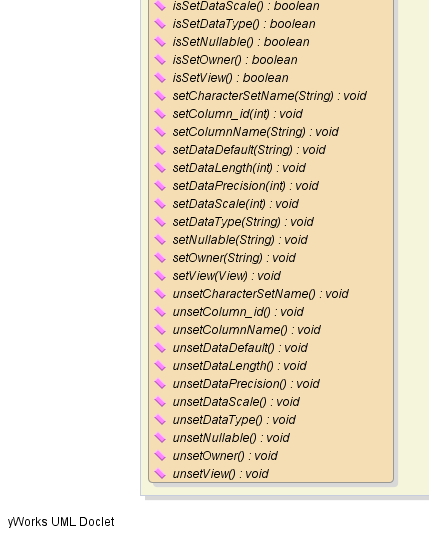 isSetDataScale() : boolean
isSetDataType() : boolean
isSetNullable() : boolean
isSetOwner() : boolean
isSetView() : boolean
setCharacterSetName(String) : void
setColumn_id(int) : void
setColumnName(String) : void
setDataDefault(String) : void
setDataLength(int) : void
setDataPrecision(int) : void
setDataScale(int) : void
setDataType(String) : void
setNullable(String) : void
setOwner(String) : void
setView(View) : void
unsetCharacterSetName() : void
unsetColumn_id() : void
unsetColumnName() : void
unsetDataDefault() : void
unsetDataLength() : void
unsetDataPrecision() : void
unsetDataScale() : void
unsetDataType() : void
unsetNullable() : void
unsetOwner() : void
unsetView() : void
yWorks UML Doclet